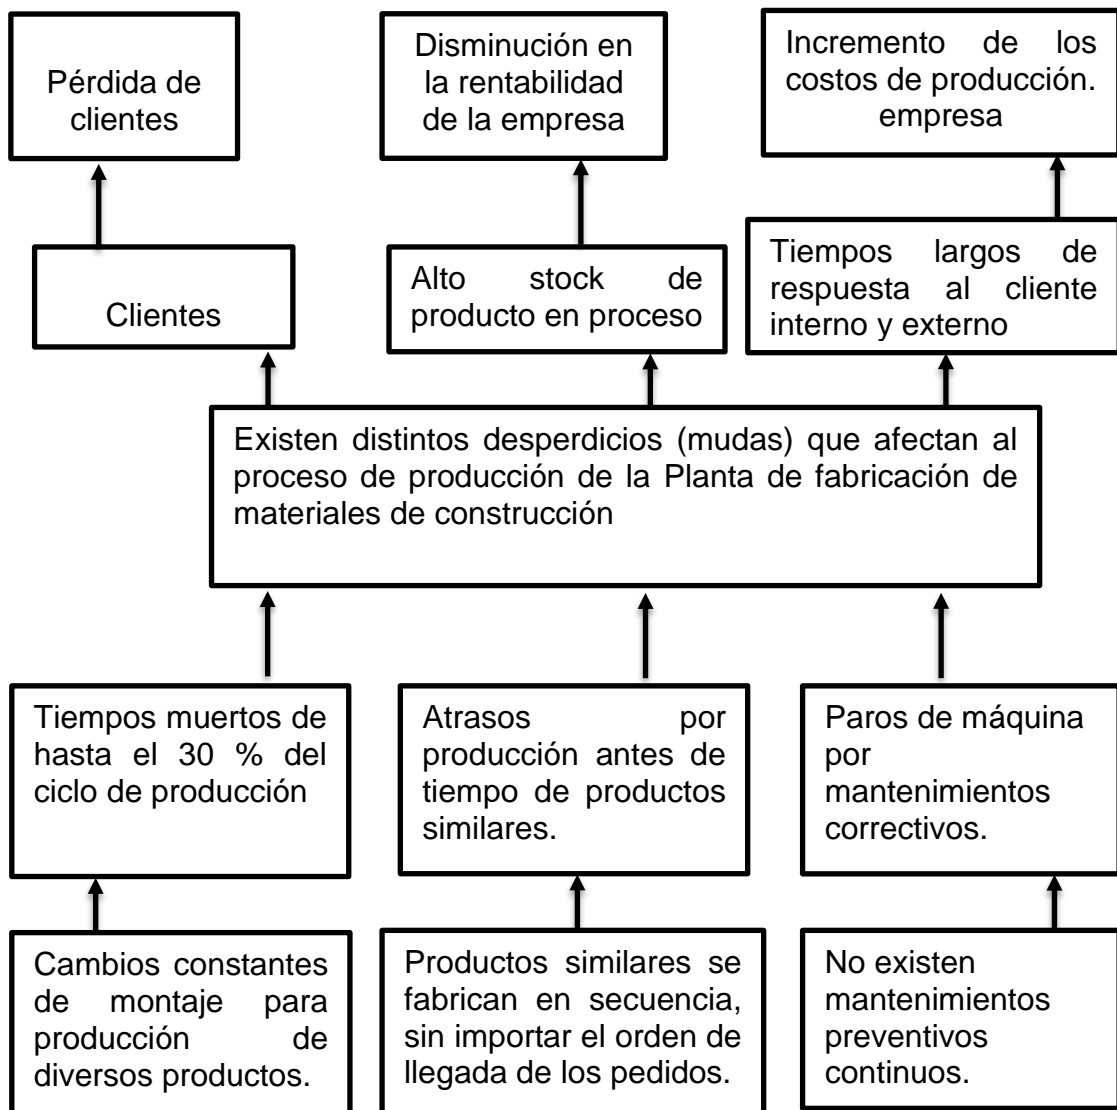 Pérdida de
clientes
Disminución en
la rentabilidad
de la empresa
Incremento de los
costos de producción.
empresa
Clientes
Alto stock de
producto en proceso
Tiempos largos de
respuesta al cliente
interno y externo
Existen distintos desperdicios (mudas) que afectan al
proceso de producción de la Planta de fabricación de
materiales de construcción
Tiempos muertos de
hasta el 30 % del
ciclo de producción
Atrasos por
producción antes de
tiempo de productos
similares.
Paros de máquina
por
mantenimientos
correctivos.
Cambios constantes
de montaje para
producción de
diversos productos.
Productos similares se
fabrican en secuencia,
sin importar el orden de
llegada de los pedidos.
No existen
mantenimientos
preventivos
continuos.